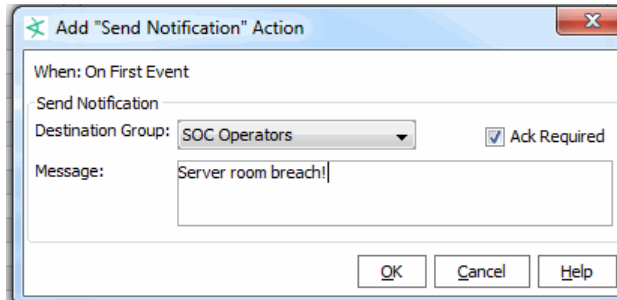 Add "Send Notification" Action
When: On First Event
Send Notification
Destination Group: SOC Operators Ack Required
Message: Server room breach!
OK Cancel Help